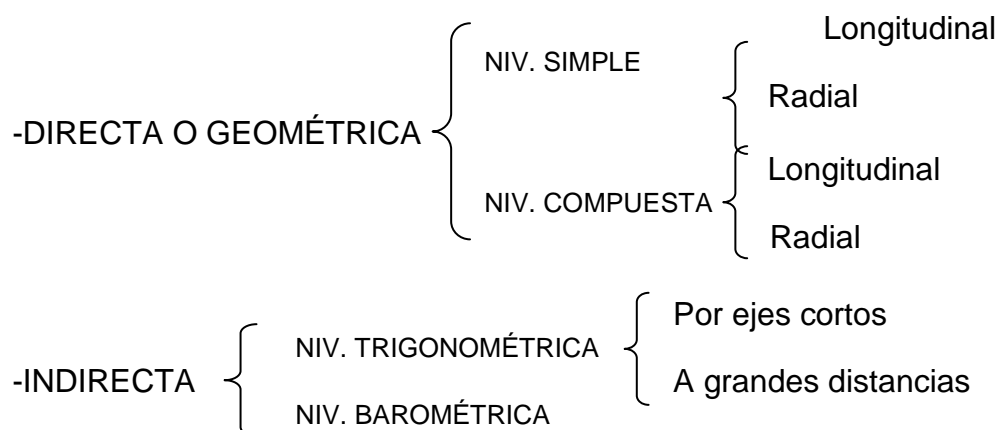 Longitudinal
NIV. SIMPLE
Radial
-DIRECTA O GEOMÉTRICA
Longitudinal
NIV. COMPUESTA
Radial
Por ejes cortos
NIV. TRIGONOMÉTRICA
-INDIRECTA
A grandes distancias
NIV. BAROMÉTRICA